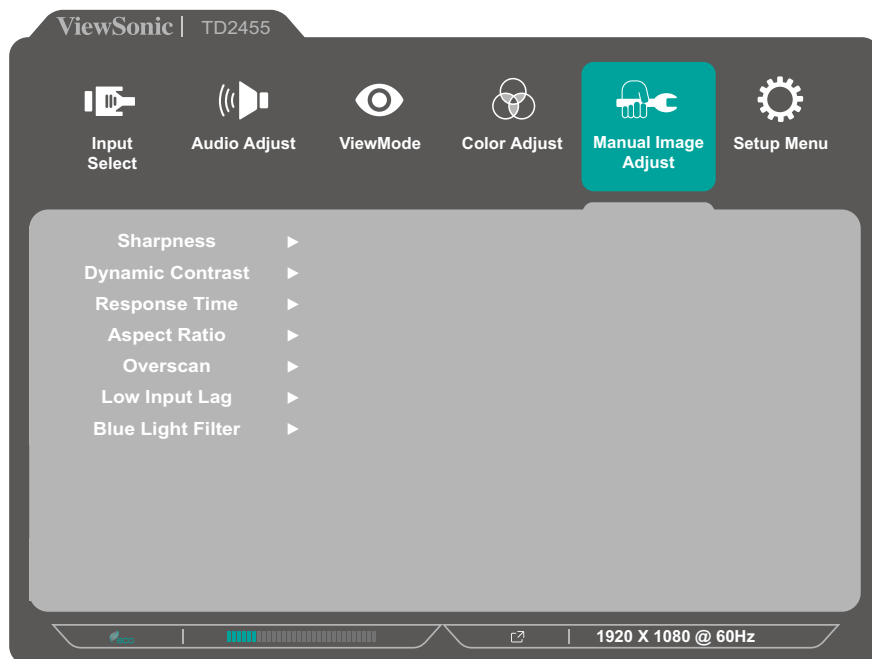 ViewSonic | TD2455
Input Select
Audio Adjust
ViewMode
Color Adjust
Manual Image Adjust
Setup Menu
Sharpness
Dynamic Contrast
Response Time
Aspect Ratio
Overscan
Low Input Lag
Blue Light Filter
eco
1920 X 1080 @ 60Hz